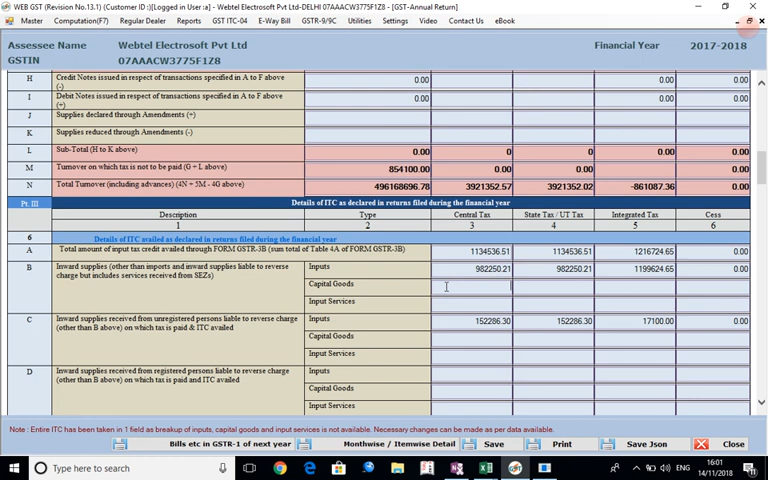 WEB GST (Revision No.13.1) (Customer ID :)[Logged in User :a] - 2017-2018 - [GST-Annual Return]
Master Computation(F7) Regular Dealer Reports GST ITC-04 E-Way Bill GSTR-9/9C Utilities Settings Video Contact Us eBook
Assessee Name Webtel Electrosoft Pvt Ltd Financial Year 2017-2018
GSTIN 07AAACW3775F1Z8
H Credit Notes issued in respect of transactions specified in A to F above (-) 0.00 0.00 0.00
I Debit Notes issued in respect of transactions specified in A to F above (+) 0.00 0.00 0.00
J Supplies declared through Amendments (+)
K Supplies reduced through Amendments (-)
L Sub-Total (H to K above) 0.00 0 0 0.00 0.00
M Turnover on which tax is not to be paid (G + L above) 854100.00 0.00 0.00
N Total Turnover (including advances) (4N + 5M - 4G above) 496168696.78 3921352.57 3921352.02 -861087.36 0.00
Pt. III Details of ITC as declared in returns filed during the financial year
Description Type Central Tax State Tax / UT Tax Integrated Tax Cess
1 2 3 4 5 6
6 Details of ITC availed as declared in returns filed during the financial year
A Total amount of input tax credit availed through FORM GSTR-3B (sum total of Table 4A of FORM GSTR-3B) 1134536.51 1134536.51 1216724.65 0.00
B Inward supplies (other than imports and inward supplies liable to reverse Inputs 982250.21 982250.21 1199624.65 0.00
charge but includes services received from SEZs)
Capital Goods
Input Services
C Inward supplies received from unregistered persons liable to reverse charge Inputs 152286.30 152286.30 17100.00 0.00
(other than B above) on which tax is paid & ITC availed
Capital Goods
Input Services
D Inward supplies received from registered persons liable to reverse charge Inputs
(other than B above) on which tax is paid and ITC availed
Capital Goods
Input Services
Note : Entire ITC has been taken in 1 field as breakup of inputs, capital goods and input services is not available. Necessary changes can be made as per data available.
Bills etc in GSTR-1 of next year Monthwise / Itemwise Detail Save Print Save Json Close
Type here to search ENG 16:01
14/11/2018